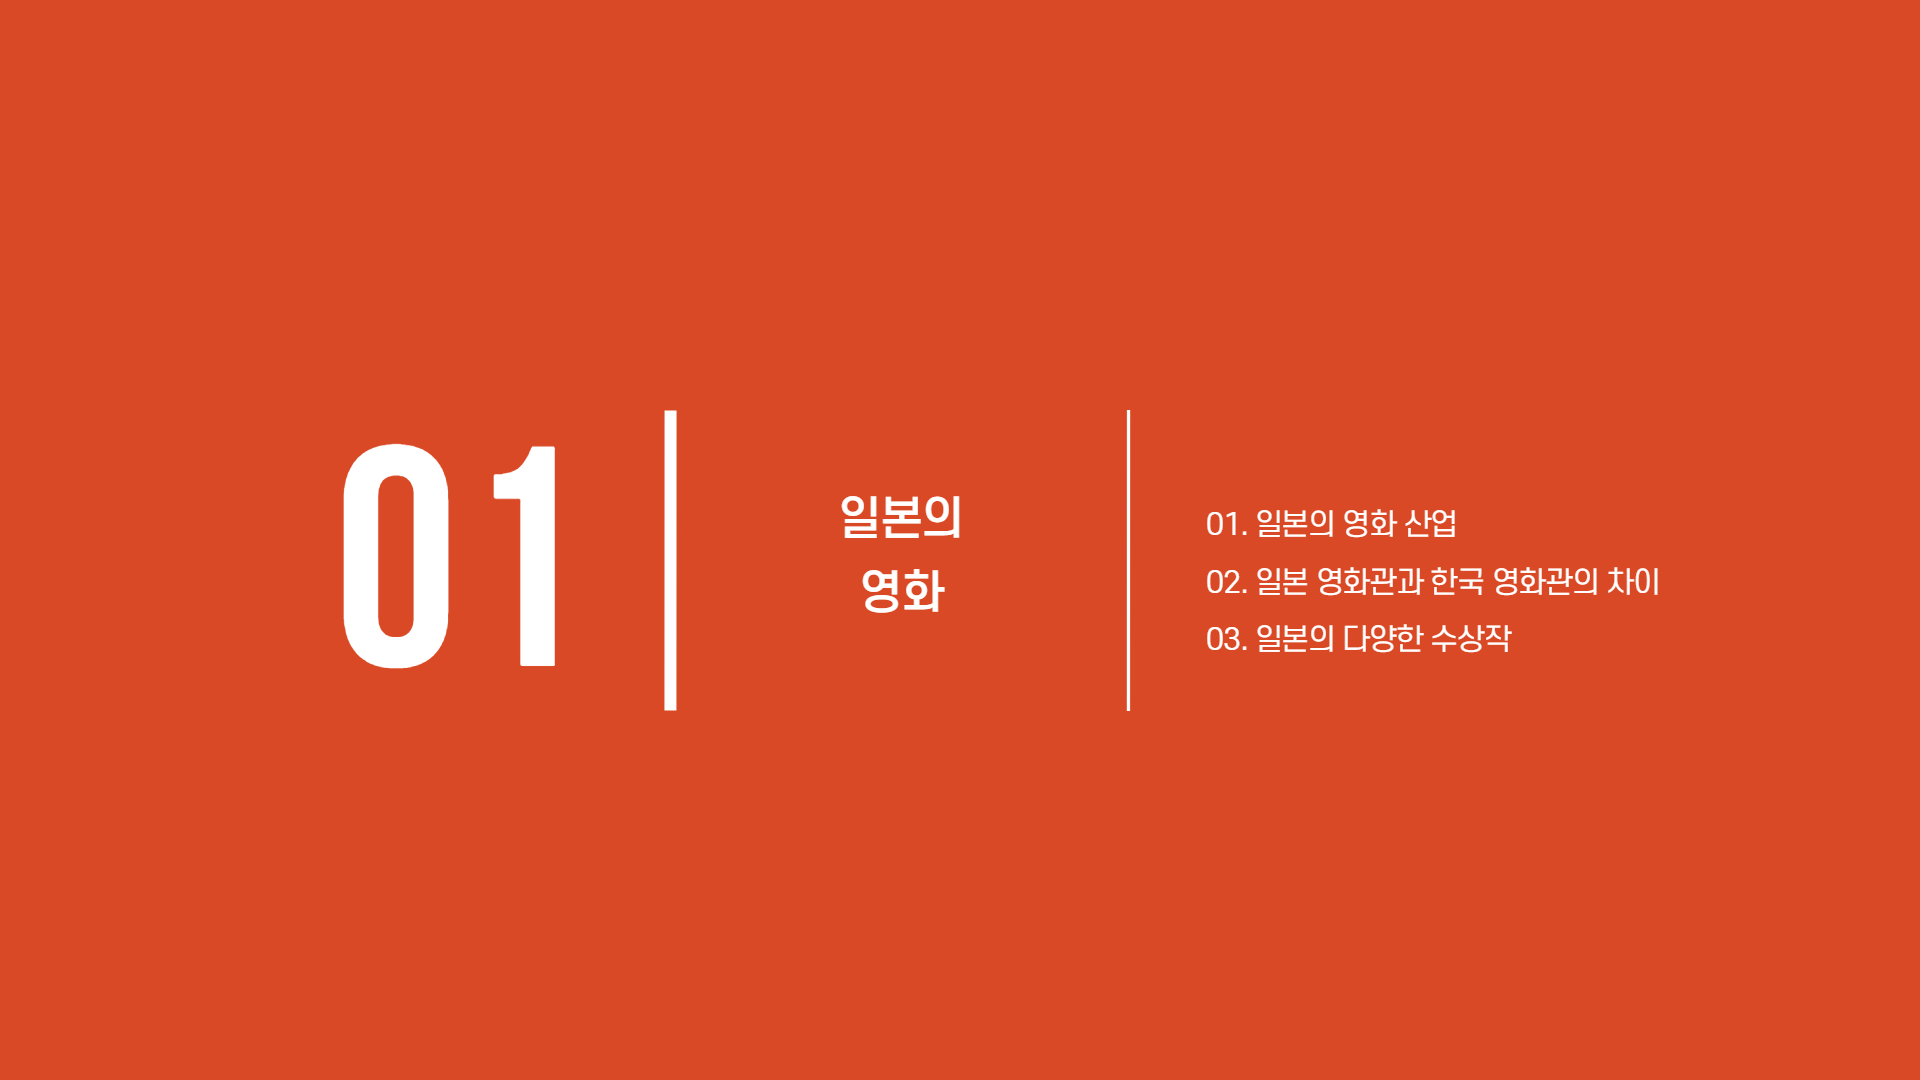 01
일본의
영화
01. 일본의 영화 산업
02. 일본 영화관과 한국 영화관의 차이
03. 일본의 다양한 수상작